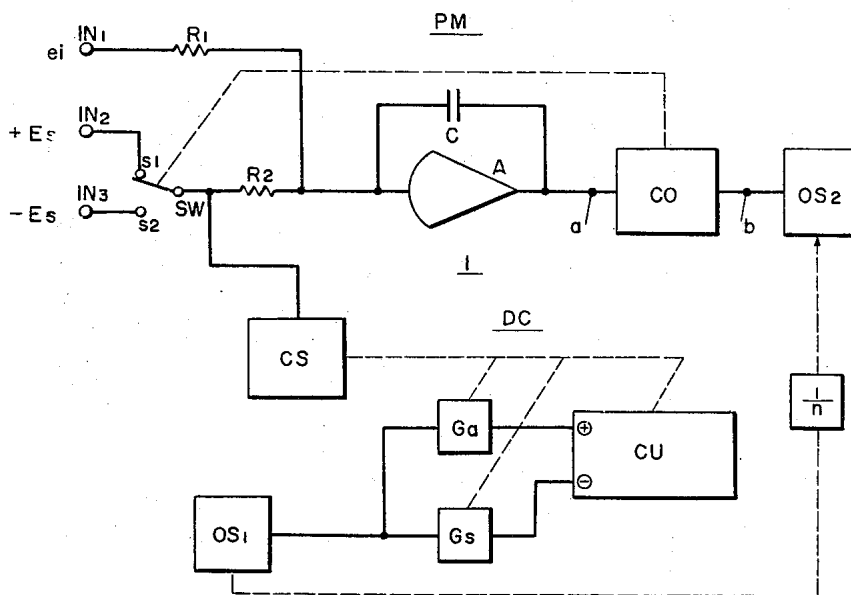 PM
IN1
R1
ei
IN2
+Es
S1
C
A
R2
SW
IN3
-Es
S2
a
CO
b
OS2
I
DC
CS
Ga
1/n
CU
⊕
⊖
OS1
Gs